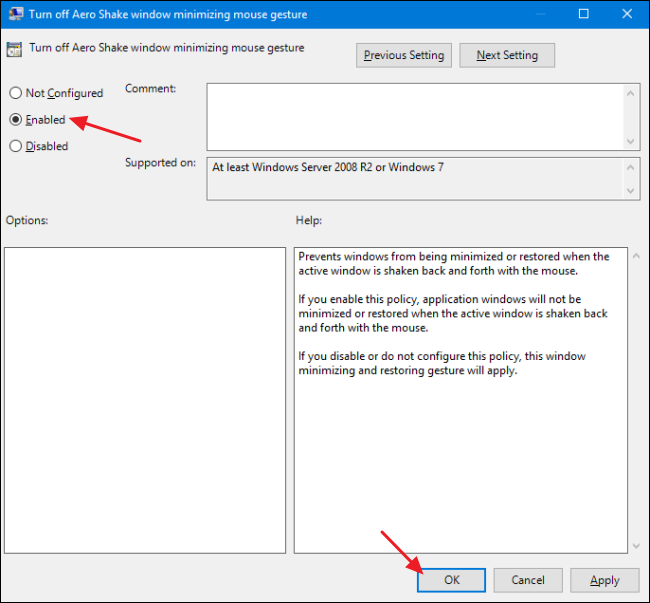 Turn off Aero Shake window minimizing mouse gesture
Turn off Aero Shake window minimizing mouse gesture
Previous Setting
Next Setting
Not Configured
Comment:
Enabled
Disabled
Supported on:
At least Windows Server 2008 R2 or Windows 7
Options:
Help:
Prevents windows from being minimized or restored when the
active window is shaken back and forth with the mouse.
If you enable this policy, application windows will not be
minimized or restored when the active window is shaken back
and forth with the mouse.
If you disable or do not configure this policy, this window
minimizing and restoring gesture will apply.
OK
Cancel
Apply